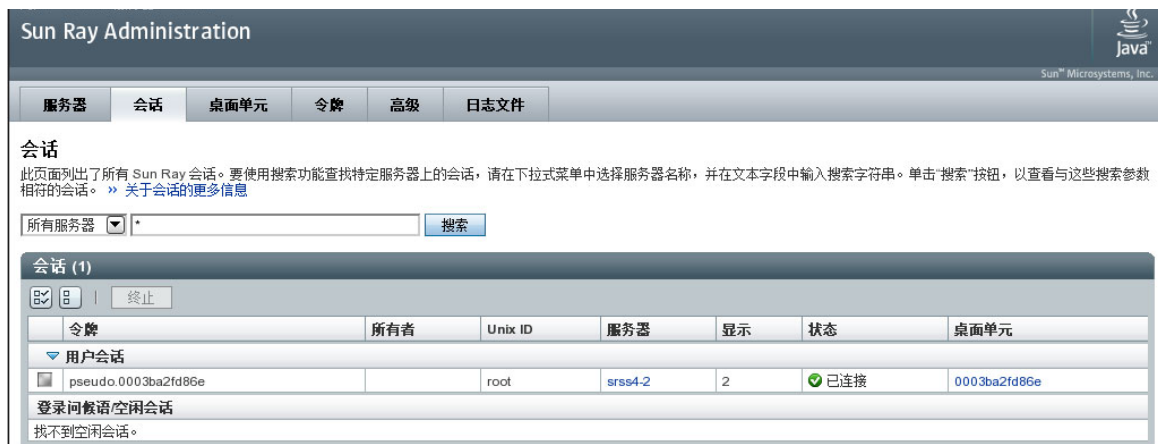 Sun Ray Administration
Java™
Sun™ Microsystems, Inc.
服务器 会话 桌面单元 令牌 高级 日志文件
会话
此页面列出了所有 Sun Ray 会话。要使用搜索功能查找特定服务器上的会话，请在下拉式菜单中选择服务器名称，并在文本字段中输入搜索字符串。单击“搜索”按钮，以查看与这些搜索参数
相符的会话。 » 关于会话的更多信息
所有服务器 * 搜索
会话 (1)
终止
令牌 所有者 Unix ID 服务器 显示 状态 桌面单元
用户会话
pseudo.0003ba2fd86e root srss4-2 2 已连接 0003ba2fd86e
登录问候语/空闲会话
找不到空闲会话。